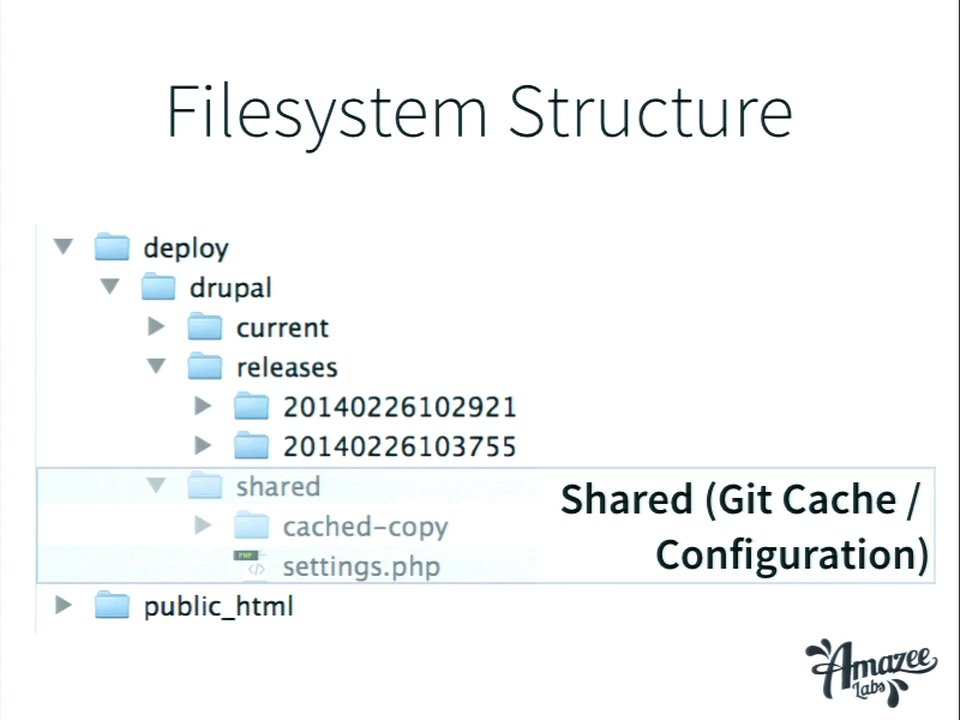 Filesystem Structure
deploy
drupal
current
releases
20140226102921
20140226103755
shared
cached-copy
PHP
</>
settings.php
Shared (Git Cache /
Configuration)
public_html
Amazee
Labs